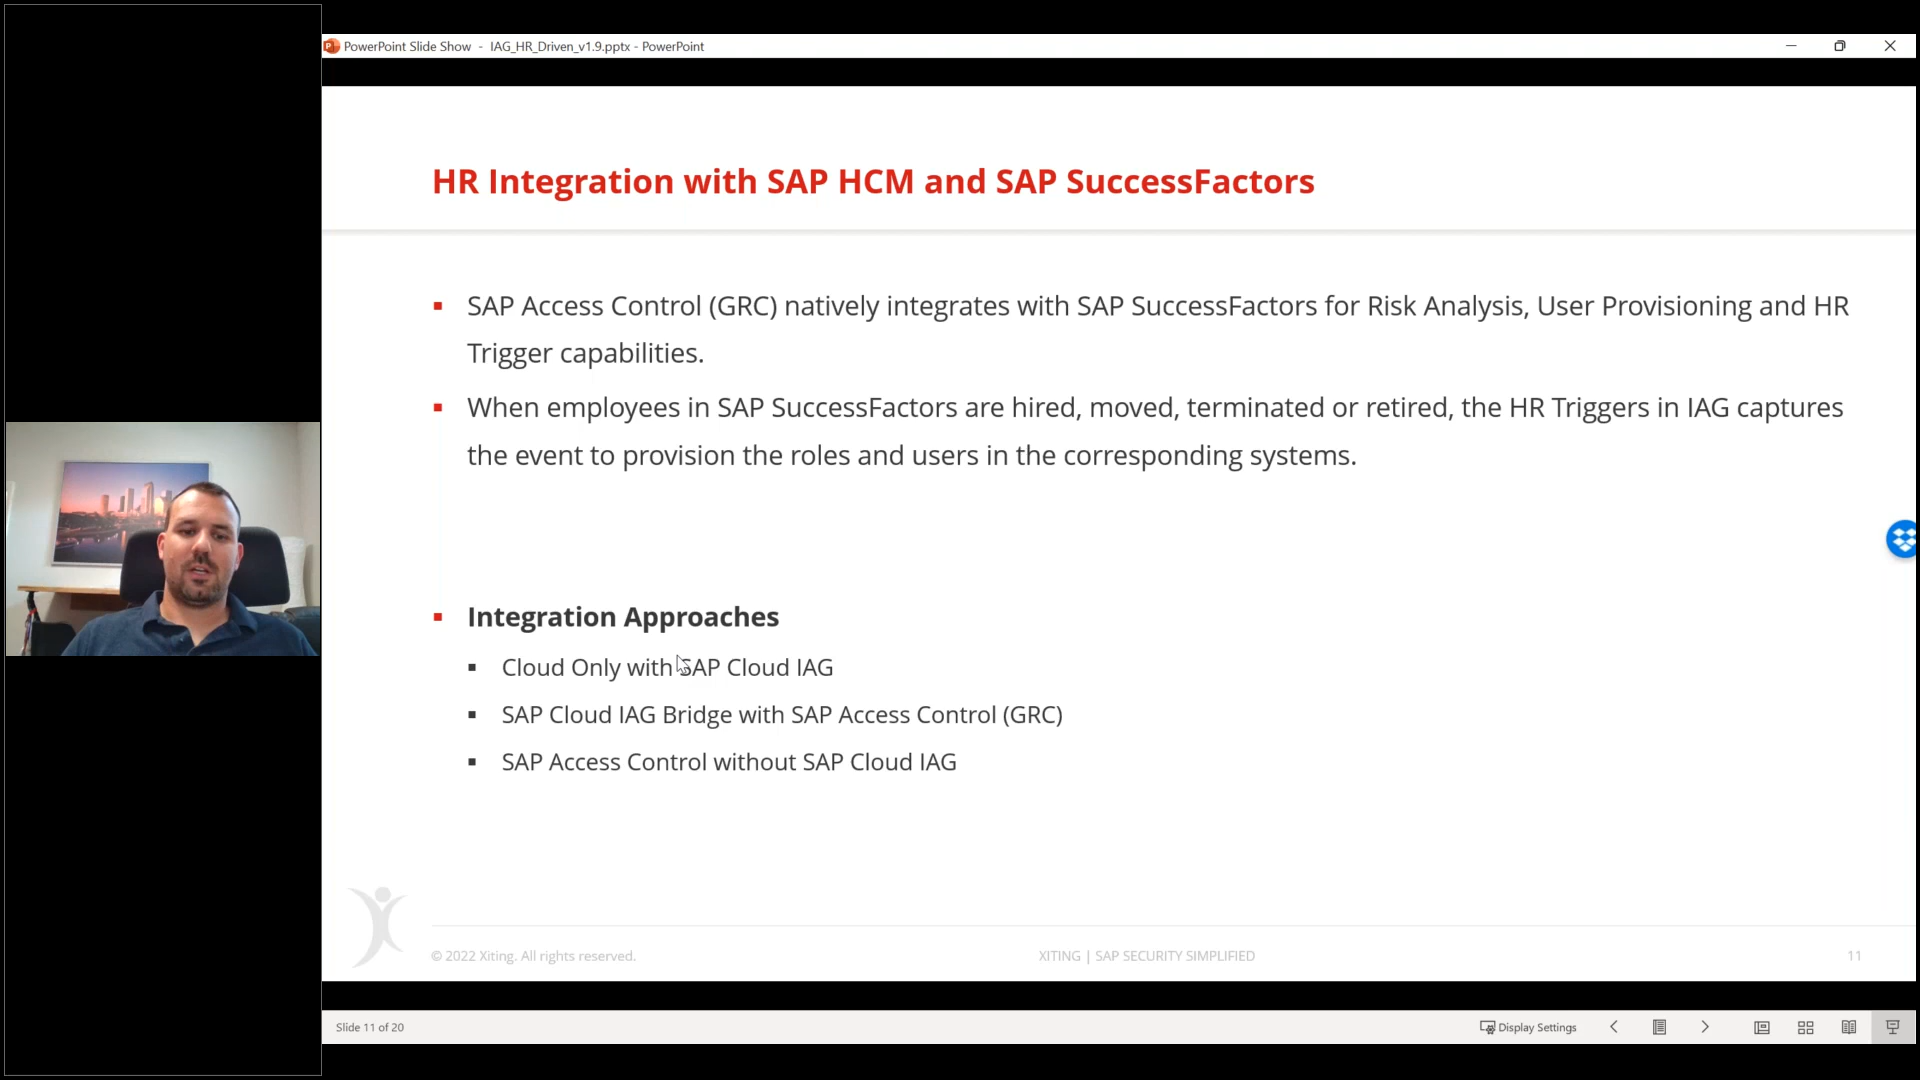 PowerPoint Slide Show - IAG_HR_Driven_v1.9.pptx - PowerPoint
HR Integration with SAP HCM and SAP SuccessFactors
▪ SAP Access Control (GRC) natively integrates with SAP SuccessFactors for Risk Analysis, User Provisioning and HR
Trigger capabilities.
▪ When employees in SAP SuccessFactors are hired, moved, terminated or retired, the HR Triggers in IAG captures
the event to provision the roles and users in the corresponding systems.
▪ Integration Approaches
▪ Cloud Only with SAP Cloud IAG
▪ SAP Cloud IAG Bridge with SAP Access Control (GRC)
▪ SAP Access Control without SAP Cloud IAG
© 2022 Xiting. All rights reserved.
XITING | SAP SECURITY SIMPLIFIED
11
Slide 11 of 20
Display Settings